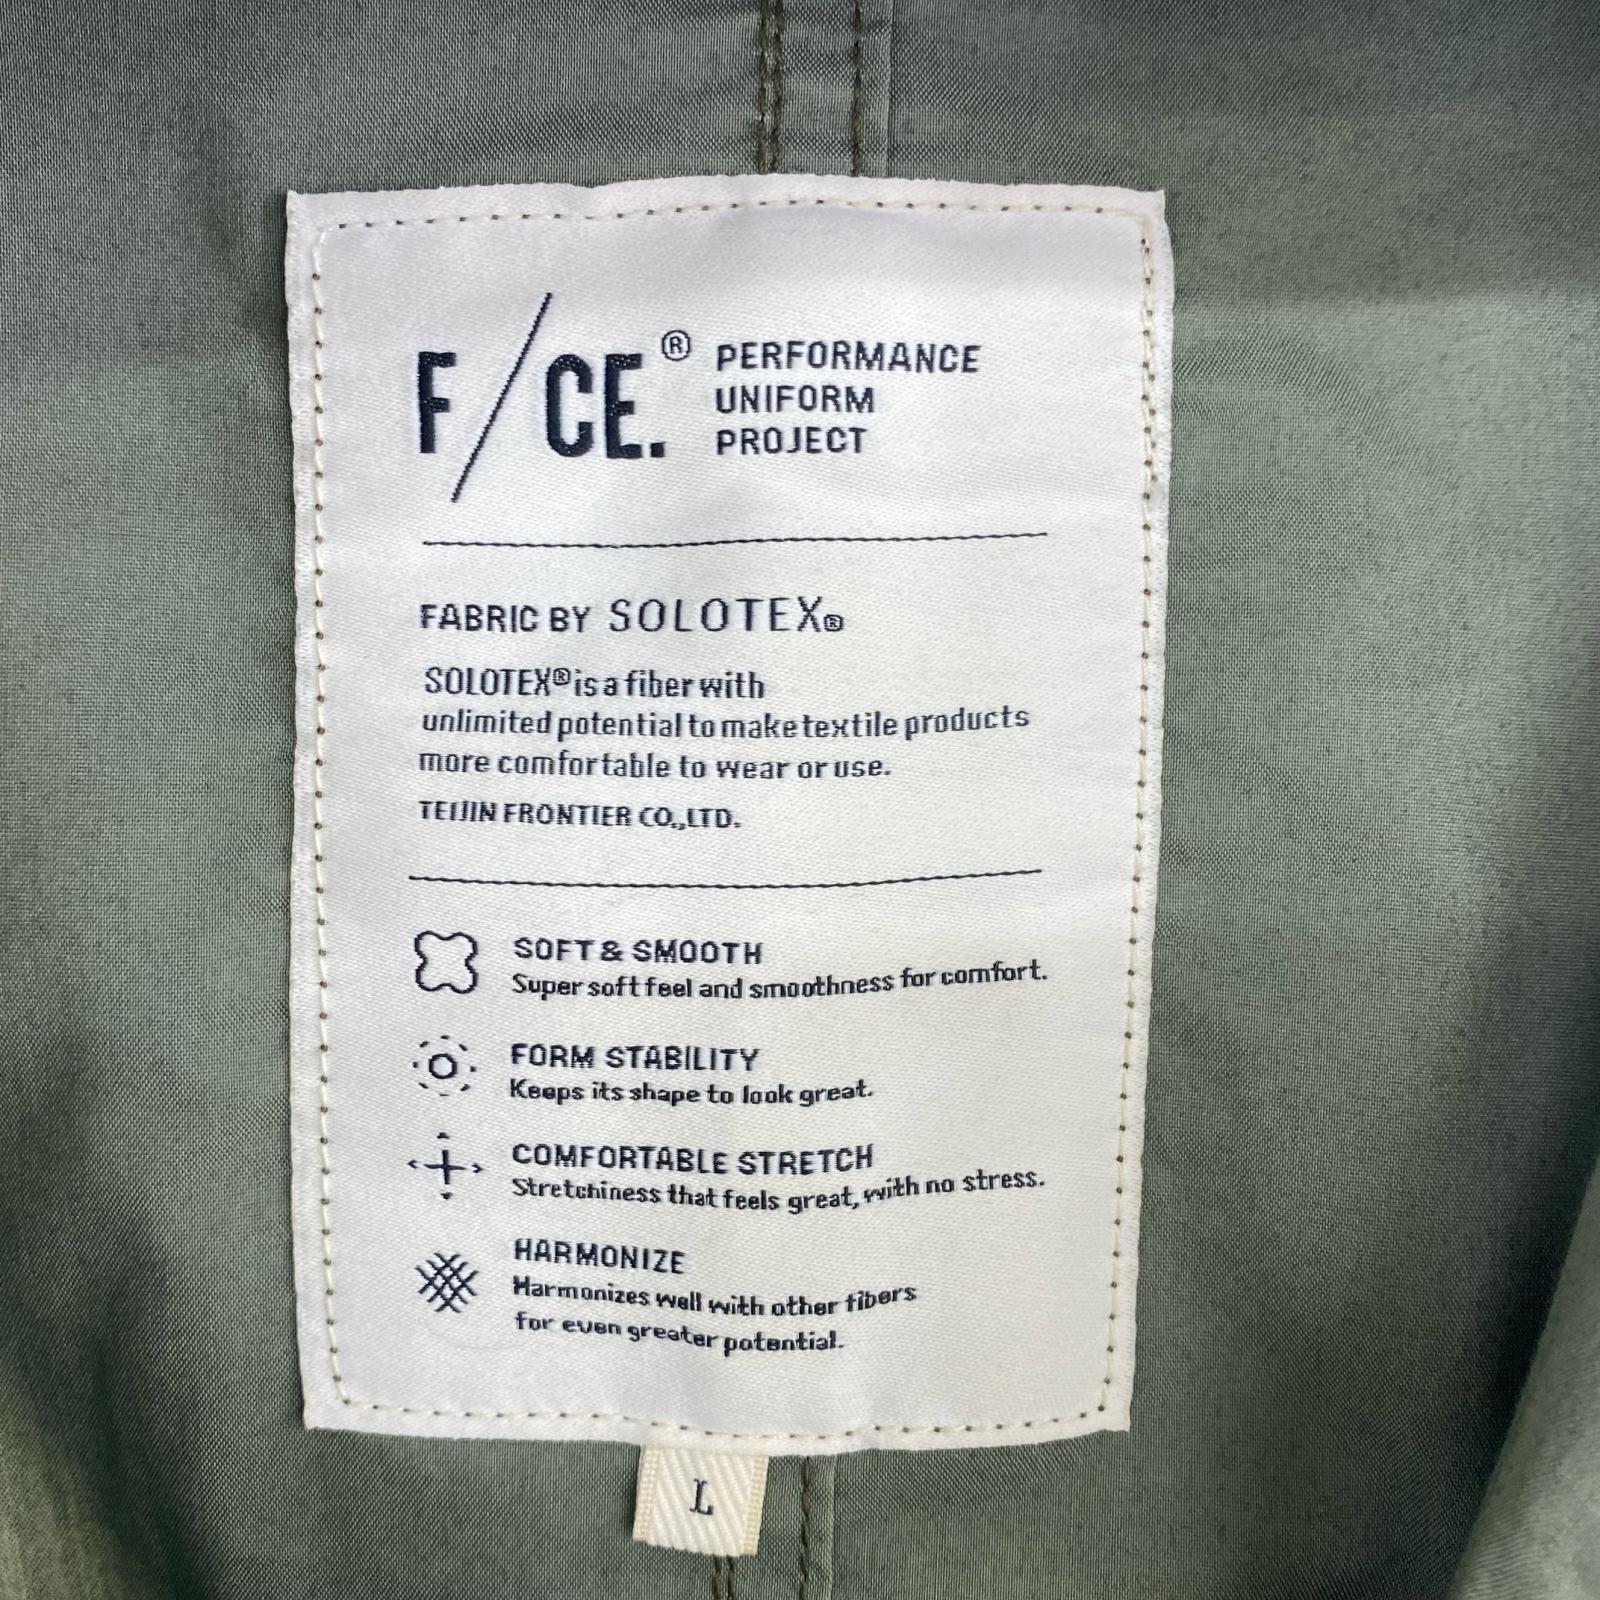 F/CE.® PERFORMANCE
UNIFORM
PROJECT
FABRIC BY SOLOTEX®
SOLOTEX® is a fiber with
unlimited potential to make textile products
more comfortable to wear or use.
TEIJIN FRONTIER CO.,LTD.
SOFT & SMOOTH
Super soft feel and smoothness for comfort.
FORM STABILITY
Keeps its shape to look great.
COMFORTABLE STRETCH
Stretchiness that feels great, with no stress.
HARMONIZE
Harmonizes well with other fibers
for even greater potential.
L